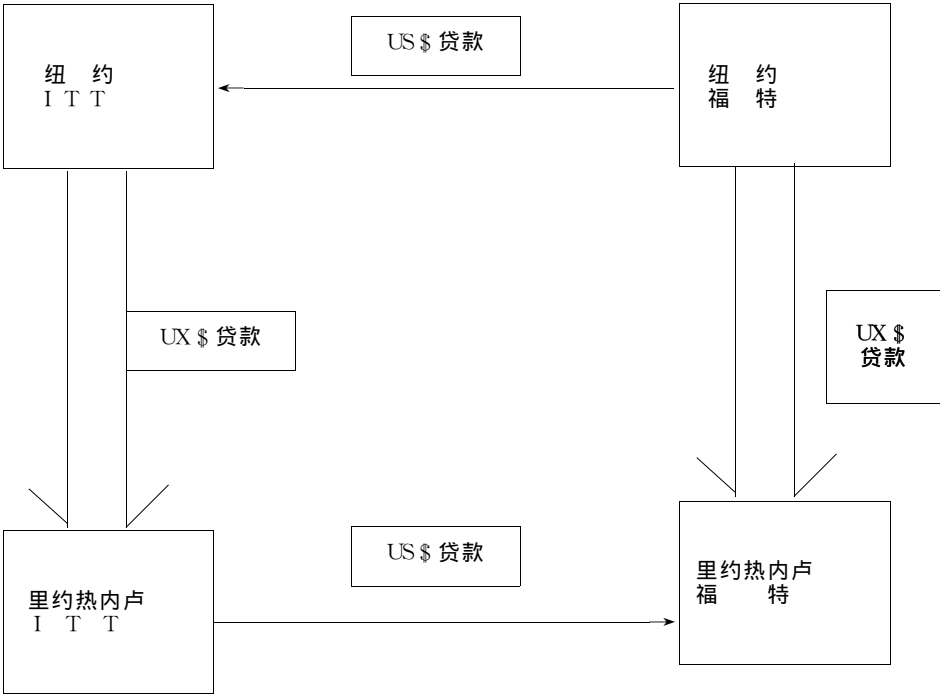 US $ 贷款
纽 约
I T T
纽 约
福 特
UX $ 贷款
UX $
贷款
US $ 贷款
里约热内卢
I T T
里约热内卢
福 特